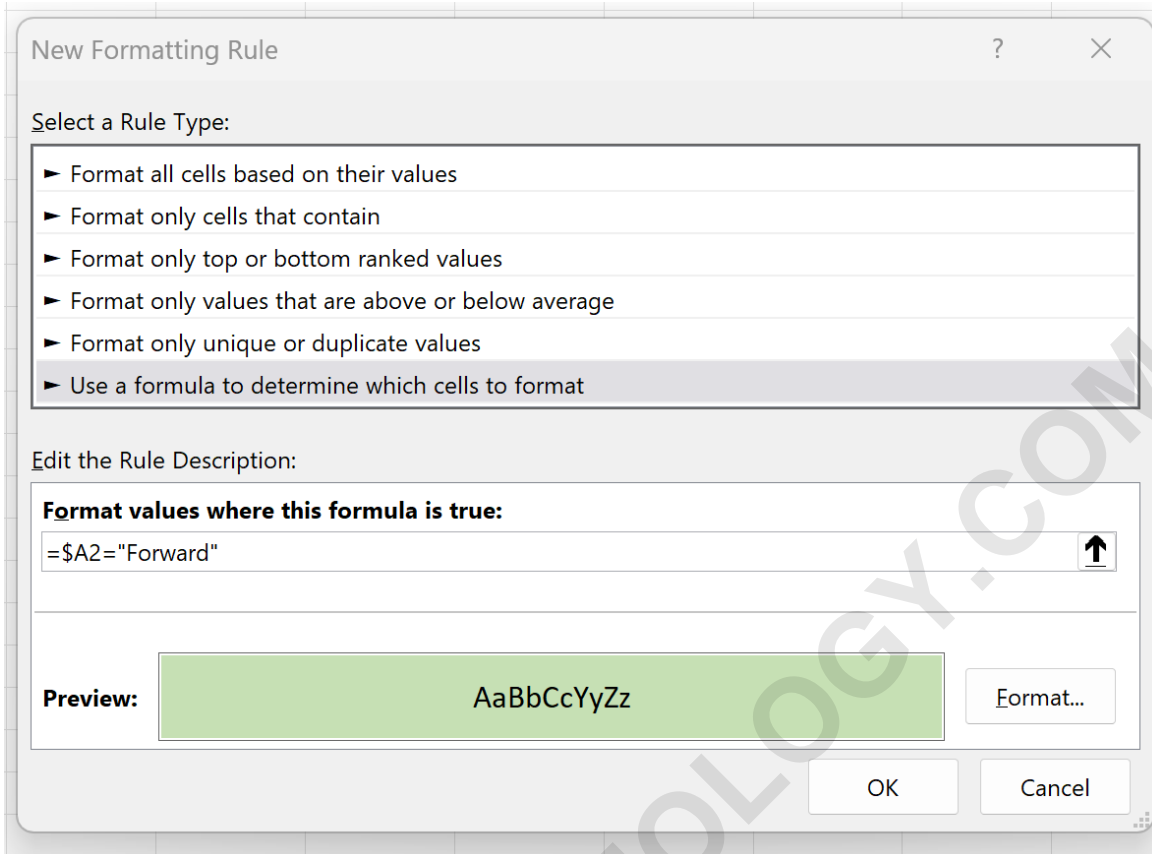 New Formatting Rule
?
Select a Rule Type:
► Format all cells based on their values
► Format only cells that contain
► Format only top or bottom ranked values
► Format only values that are above or below average
► Format only unique or duplicate values
► Use a formula to determine which cells to format
Edit the Rule Description:
Format values where this formula is true:
=$A2="Forward"
Preview:
AaBbCcYyZz
Format...
OK
Cancel
OLOGY.COM